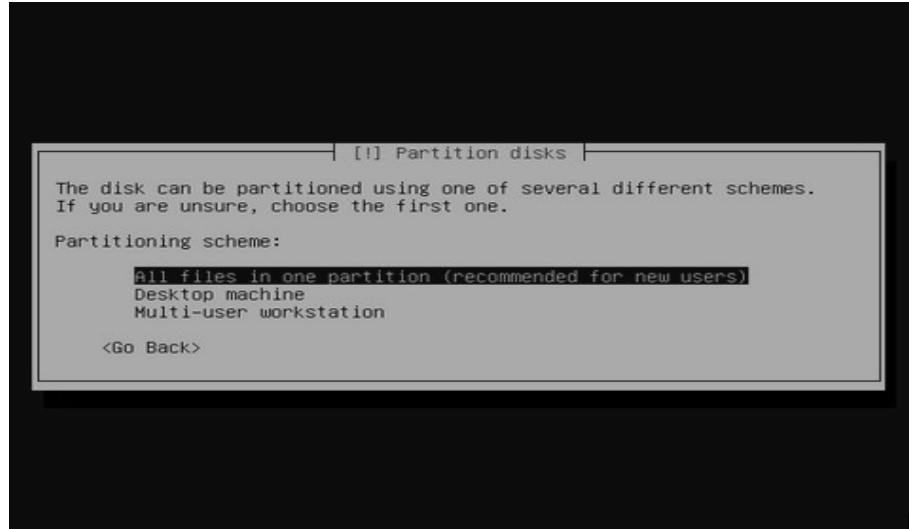 [!] Partition disks
The disk can be partitioned using one of several different schemes.
If you are unsure, choose the first one.
Partitioning scheme:
All files in one partition (recommended for new users)
Desktop machine
Multi-user workstation
<Go Back>